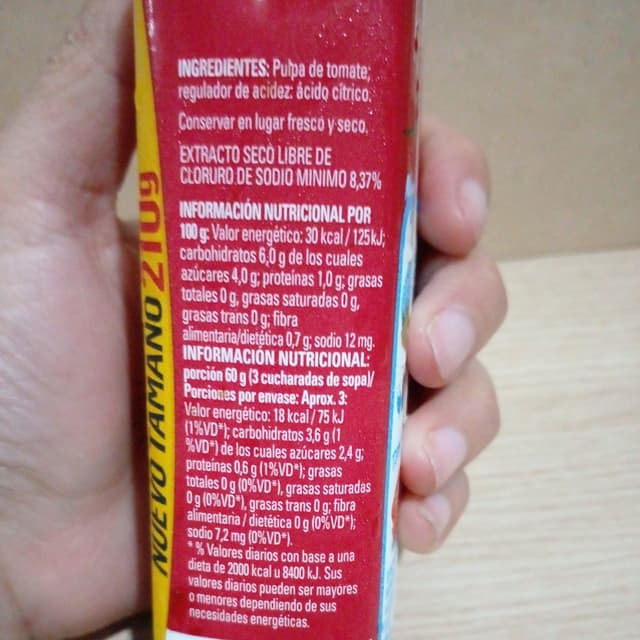 INGREDIENTES: Pulpa de tomate;
regulador de acidez: ácido cítrico.
Conservar en lugar fresco y seco.
EXTRACTO SECO LIBRE DE
CLORURO DE SODIO MINIMO 8,37%
INFORMACIÓN NUTRICIONAL POR
100 g: Valor energético: 30 kcal / 125 kJ;
carbohidratos 6,0 g de los cuales
azúcares 4,0 g; proteínas 1,0 g; grasas
totales 0 g, grasas saturadas 0 g,
grasas trans 0 g; fibra
alimentaria/dietética 0,7 g; sodio 12 mg.
INFORMACIÓN NUTRICIONAL:
porción 60 g (3 cucharadas de sopa)/
Porciones por envase: Aprox. 3:
Valor energético: 18 kcal / 75 kJ
(1%VD*); carbohidratos 3,6 g (1
%VD*) de los cuales azúcares 2,4 g;
proteínas 0,6 g (1%VD*); grasas
totales 0 g (0%VD*), grasas saturadas
0 g (0%VD*), grasas trans 0 g; fibra
alimentaria / dietética 0 g (0%VD*);
sodio 7,2 mg (0%VD*).
* % Valores diarios con base a una
dieta de 2000 kcal u 8400 kJ. Sus
valores diarios pueden ser mayores
o menores dependiendo de sus
necesidades energéticas.
NUEVO TAMAÑO 210g